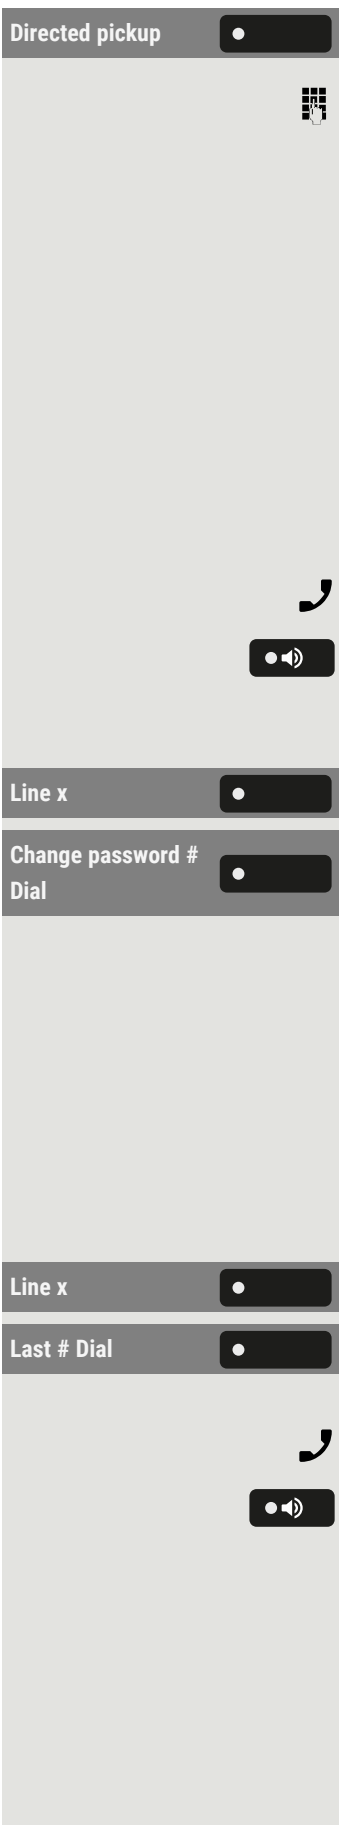 Directed pickup
Line x
Change password #
Dial
Line x
Last # Dial